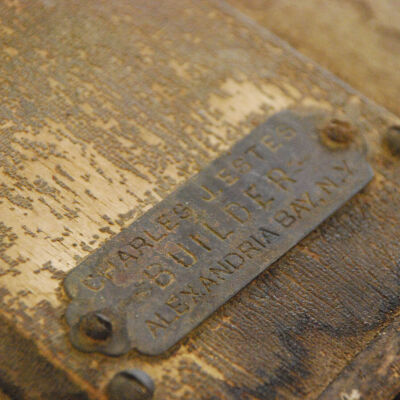 CHARLES J. ESTES
-BUILDER-
ALEXANDRIA BAY, N.Y.